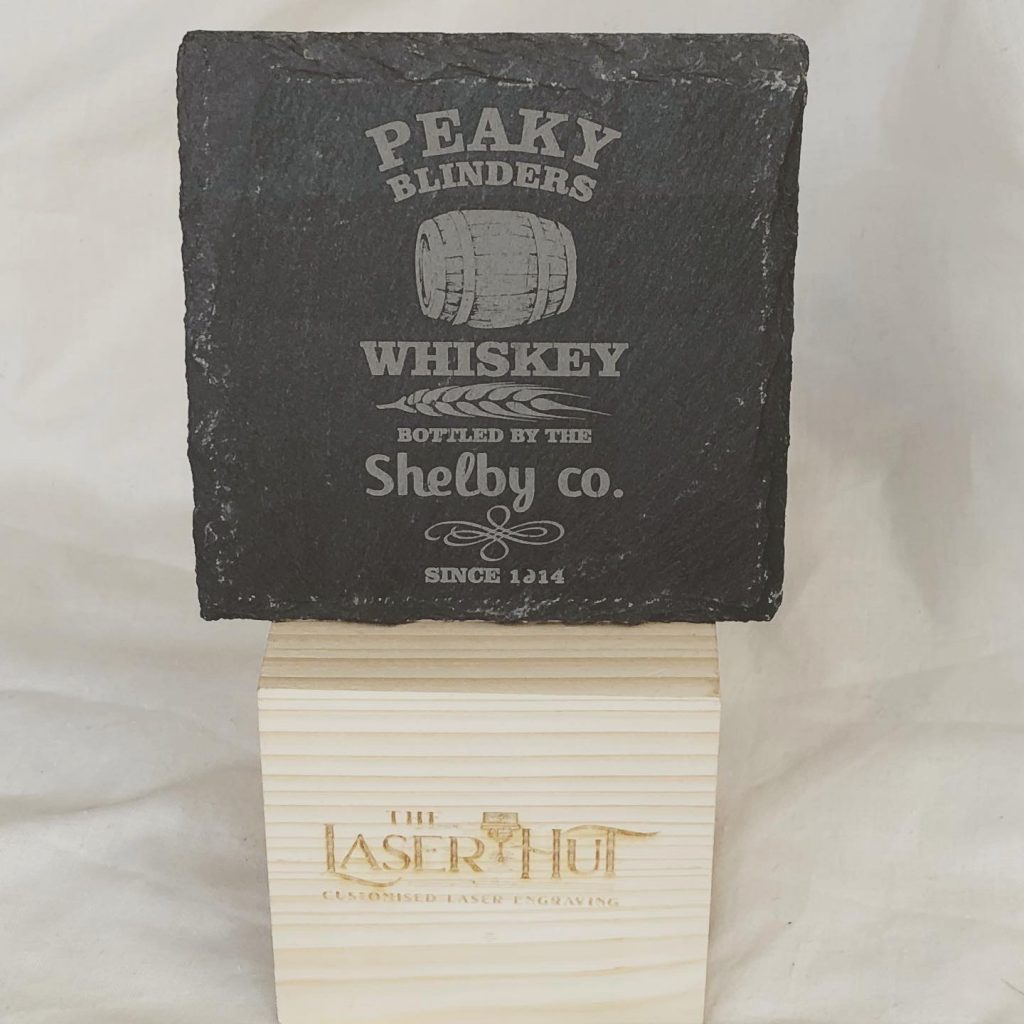 PEAKY
BLINDERS
WHISKEY
BOTTLED BY THE
Shelby co.
SINCE 1914
THE
LASER HUT
CUSTOMISED LASER ENGRAVING